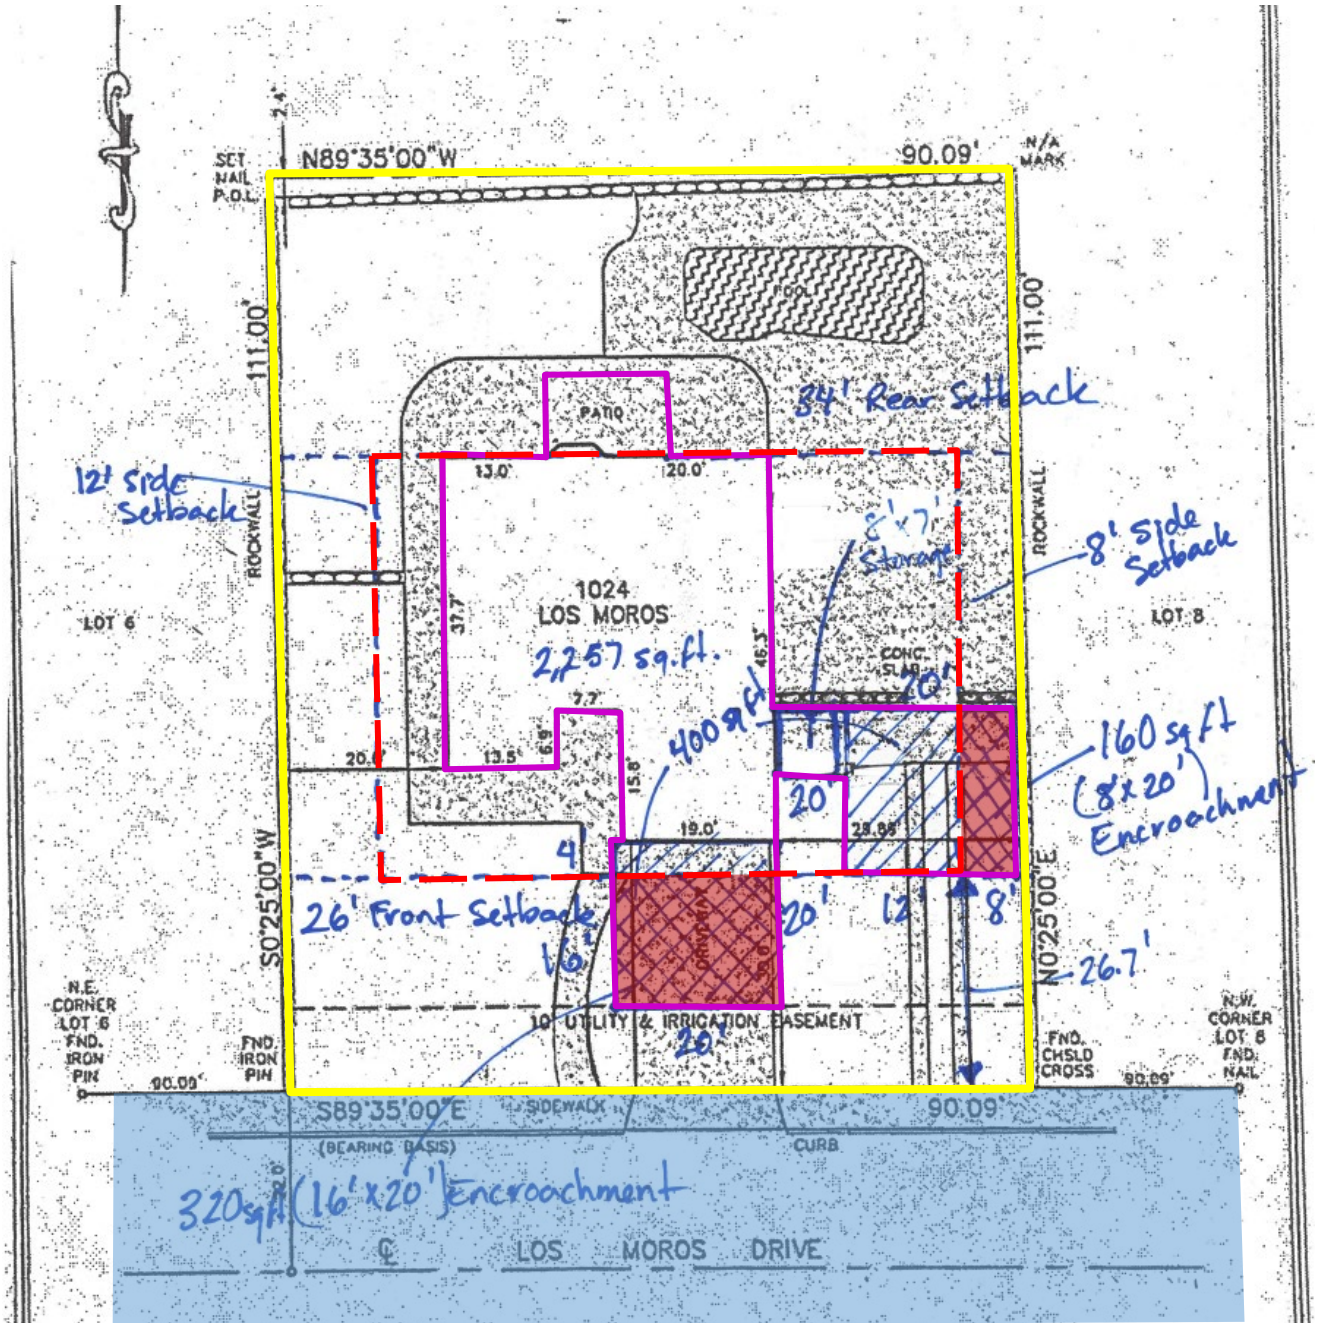 2.4'
SET
NAIL
P.O.L.
N89°35'00"W
90.09'
N/A
MARK
111.00'
111.00'
POOL
PATIO
34' Rear Setback
13.0'
20.0'
12' side
Setback
ROCKWALL
ROCKWALL
8'x7'
Storage
8' side
Setback
1024
LOS MOROS
37.7'
46.3'
LOT 6
LOT 8
2,257 sq.ft.
CONC.
SLAB
20'
7.7'
400 sq ft
160 sq ft
(8'x20')
Encroachment
6.9'
13.5'
15.8'
20'
19.0'
23.85'
4
S0°25'00"W
N0°25'00"E
26' Front Setback
16'
DRIVEWAY
20'
12'
8'
26.7'
N.E.
CORNER
LOT 6
FND.
IRON
PIN
FND.
IRON
PIN
10' UTILITY & IRRIGATION EASEMENT
20'
FND.
CHSLD
CROSS
N.W.
CORNER
LOT 8
FND.
NAIL
90.09'
90.09'
S89°35'00"E
SIDEWALK
90.09'
(BEARING BASIS)
CURB
320 sq ft (16'x20') Encroachment
LOS MOROS DRIVE